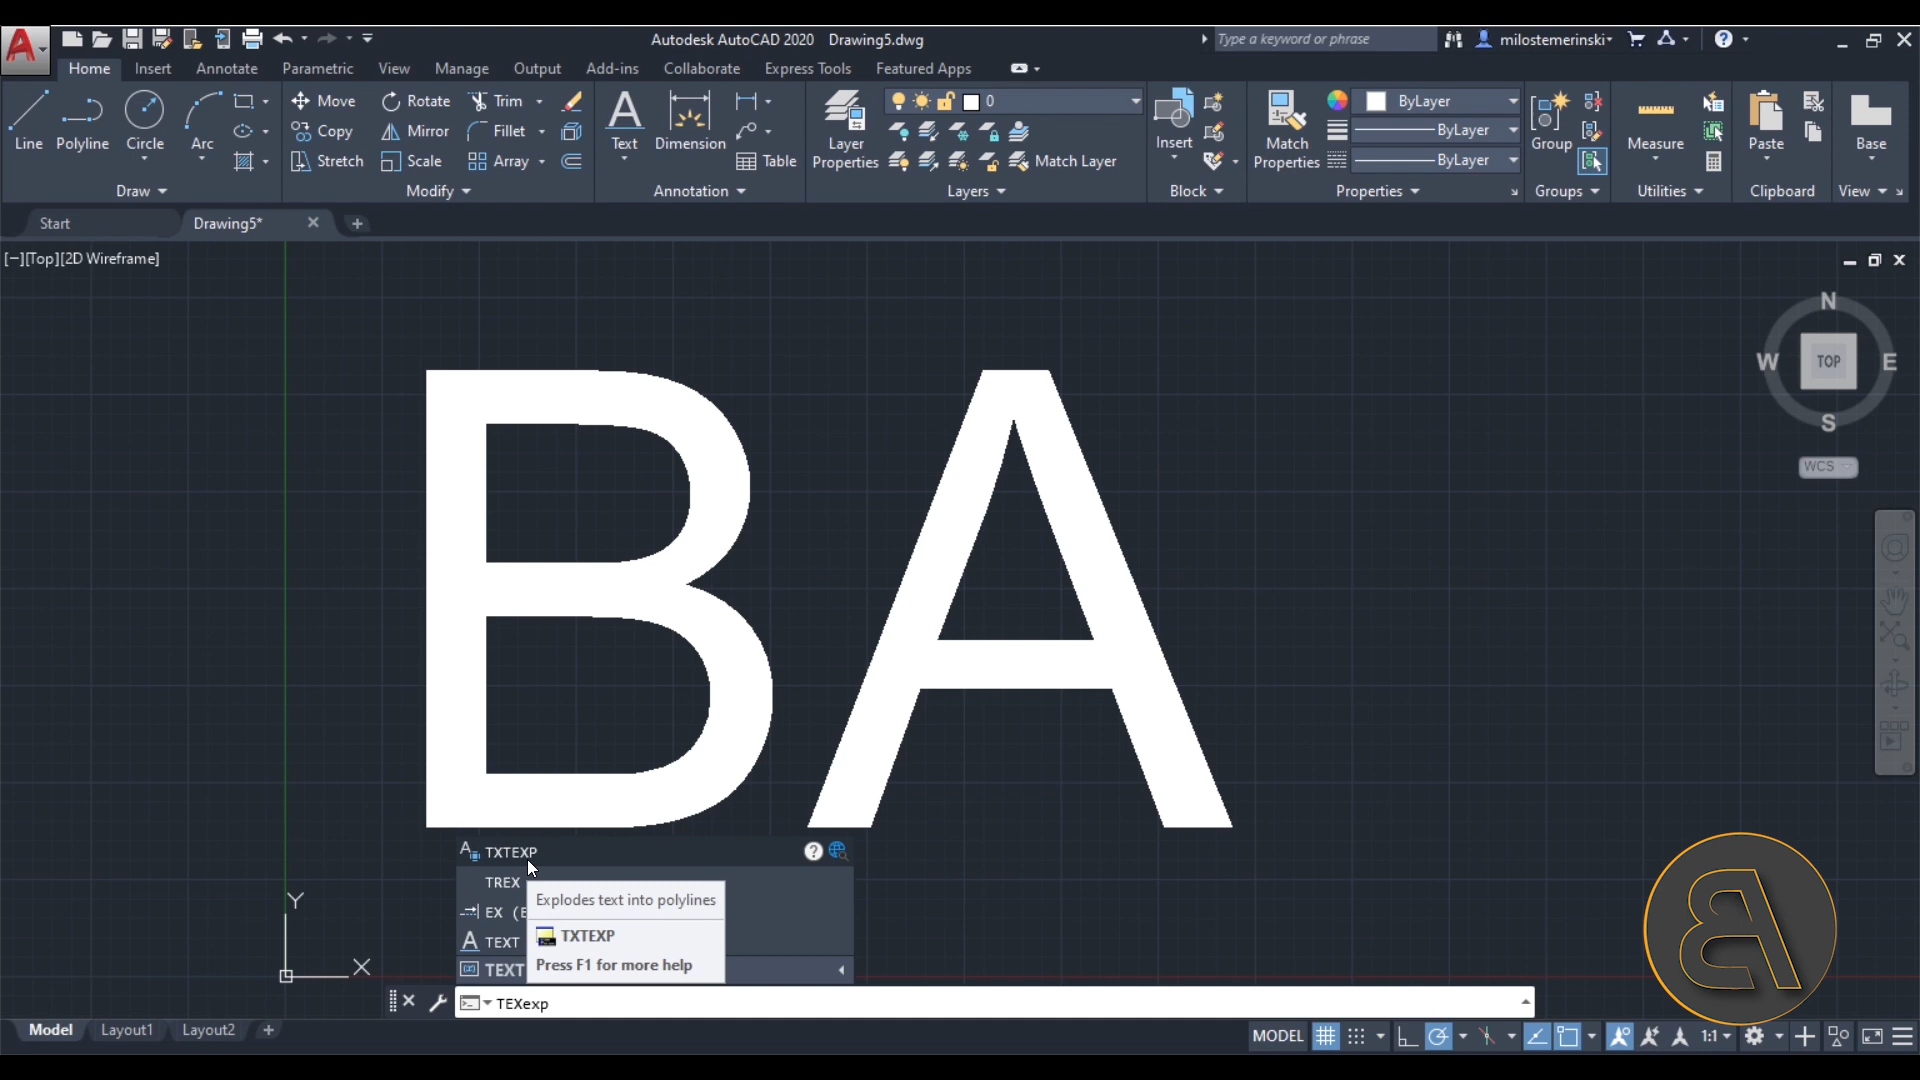 Autodesk AutoCAD 2020 Drawing5.dwg
Type a keyword or phrase
milostemerinski
Home Insert Annotate Parametric View Manage Output Add-ins Collaborate Express Tools Featured Apps
Line Polyline Circle Arc
Draw
Move Rotate Trim
Copy Mirror Fillet
Stretch Scale Array
Modify
Text Dimension Table
Annotation
Layer Properties
0
Match Layer
Layers
Insert
Block
Match Properties
ByLayer
ByLayer
ByLayer
Properties
Group
Groups
Measure
Utilities
Paste
Clipboard
Base
View
Start Drawing5*
[−][Top][2D Wireframe]
N
W TOP E
S
WCS
BA
TXTEXP
TREX
EX (E
TEXT
TEXT
Explodes text into polylines
TXTEXP
Press F1 for more help
Y
X
TEXexp
Model Layout1 Layout2
MODEL 1:1